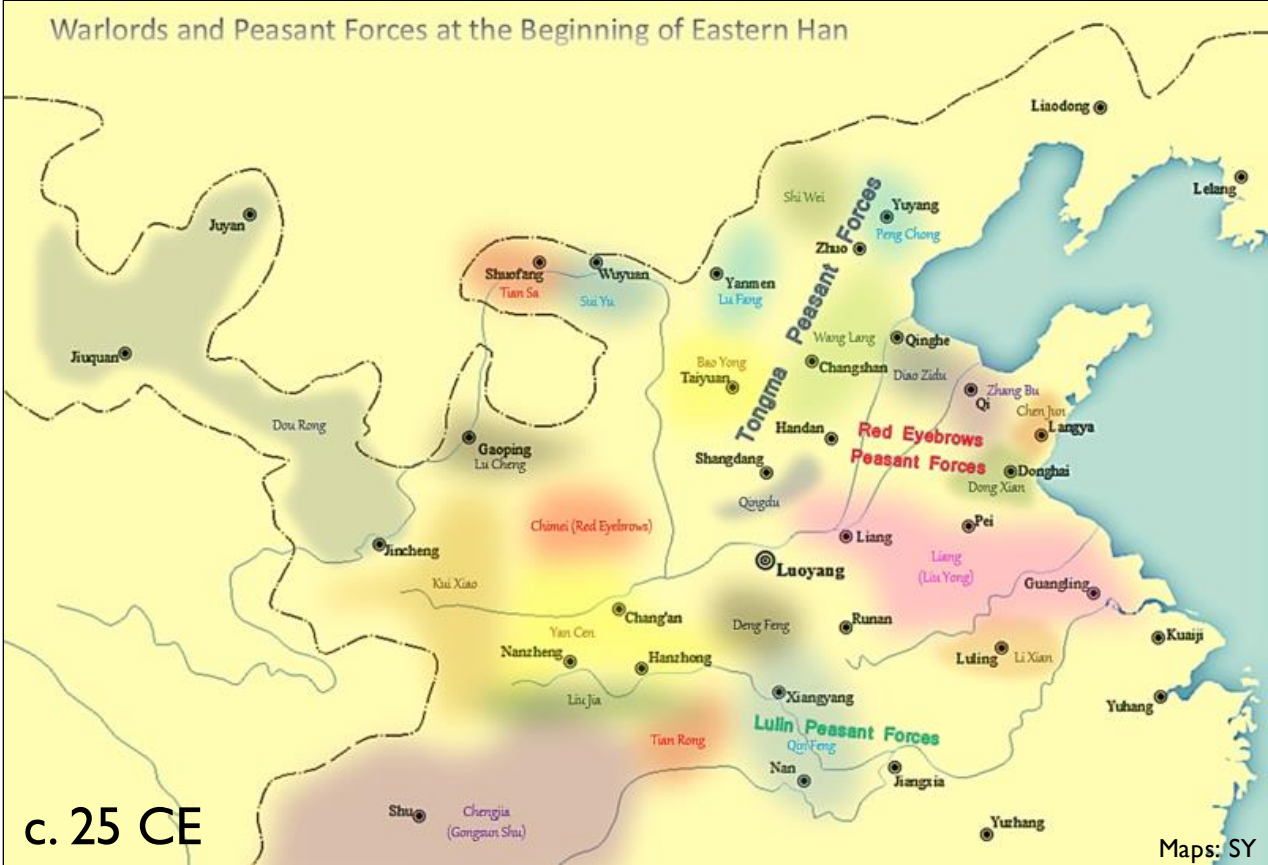 Warlords and Peasant Forces at the Beginning of Eastern Han
Liaodong
Lelang
Shi Wei
Juyan
Yuyang
Peng Chong
Zhuo
Shuofang
Tian Sa
Wuyuan
Sui Yu
Yanmen
Lu Fang
Tongma Peasant Forces
Jiuquan
Wang Lang
Qinghe
Bao Yong
Taiyuan
Changshan
Diao Zidu
Zhang Bu
Qi
Chen Jun
Langya
Dou Rong
Gaoping
Lu Cheng
Handan
Red Eyebrows
Peasant Forces
Shangdang
Donghai
Dong Xian
Qingdu
Chimei (Red Eyebrows)
Pei
Liang
Jincheng
Luoyang
Liang
(Liu Yong)
Kui Xiao
Guangling
Chang'an
Deng Feng
Runan
Yan Cen
Kuaiji
Nanzheng
Hanzhong
Luling
Li Xian
Liu Jia
Xiangyang
Yuhang
Lulin Peasant Forces
Tian Rong
Qin Feng
Nan
Jiangxia
Shu
Chengjia
(Gongsun Shu)
Yuzhang
c. 25 CE
Maps: SY